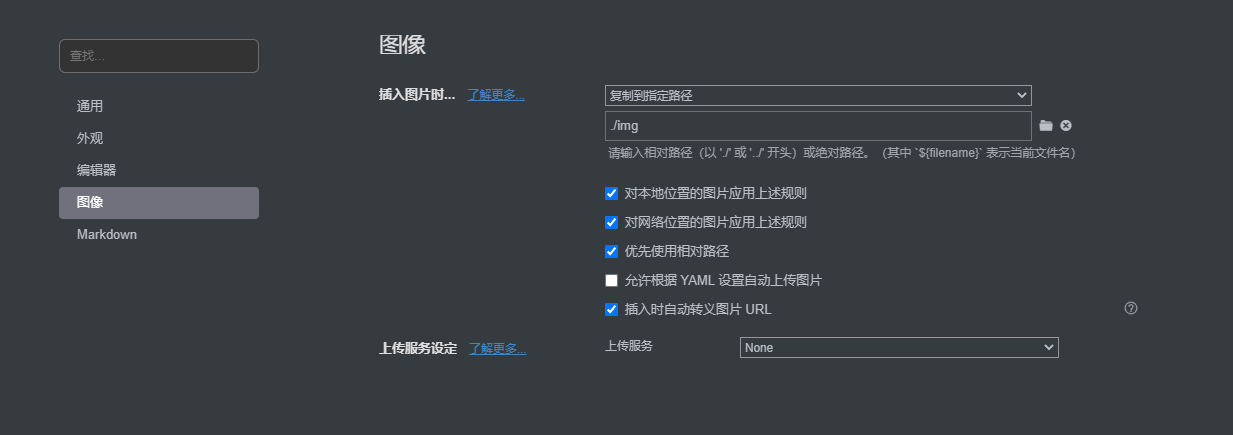 图像
查找...
通用
外观
编辑器
图像
Markdown
插入图片时... 了解更多...
复制到指定路径
./img
请输入相对路径（以 './' 或 '../' 开头）或绝对路径。 （其中 `${filename}` 表示当前文件名）
对本地位置的图片应用上述规则
对网络位置的图片应用上述规则
优先使用相对路径
允许根据 YAML 设置自动上传图片
插入时自动转义图片 URL
上传服务设定 了解更多...
上传服务 None